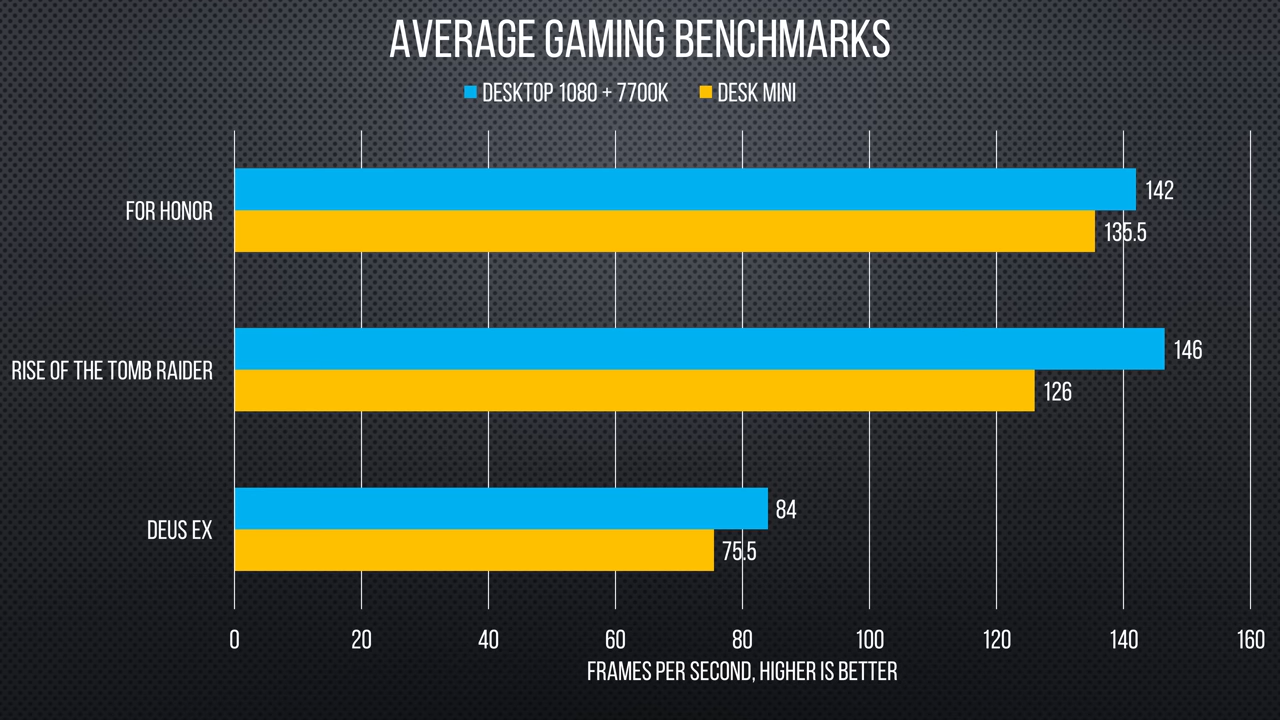 AVERAGE GAMING BENCHMARKS
DESKTOP 1080 + 7700K DESK MINI
FOR HONOR
142
135.5
RISE OF THE TOMB RAIDER
146
126
DEUS EX
84
75.5
0 20 40 60 80 100 120 140 160
FRAMES PER SECOND, HIGHER IS BETTER